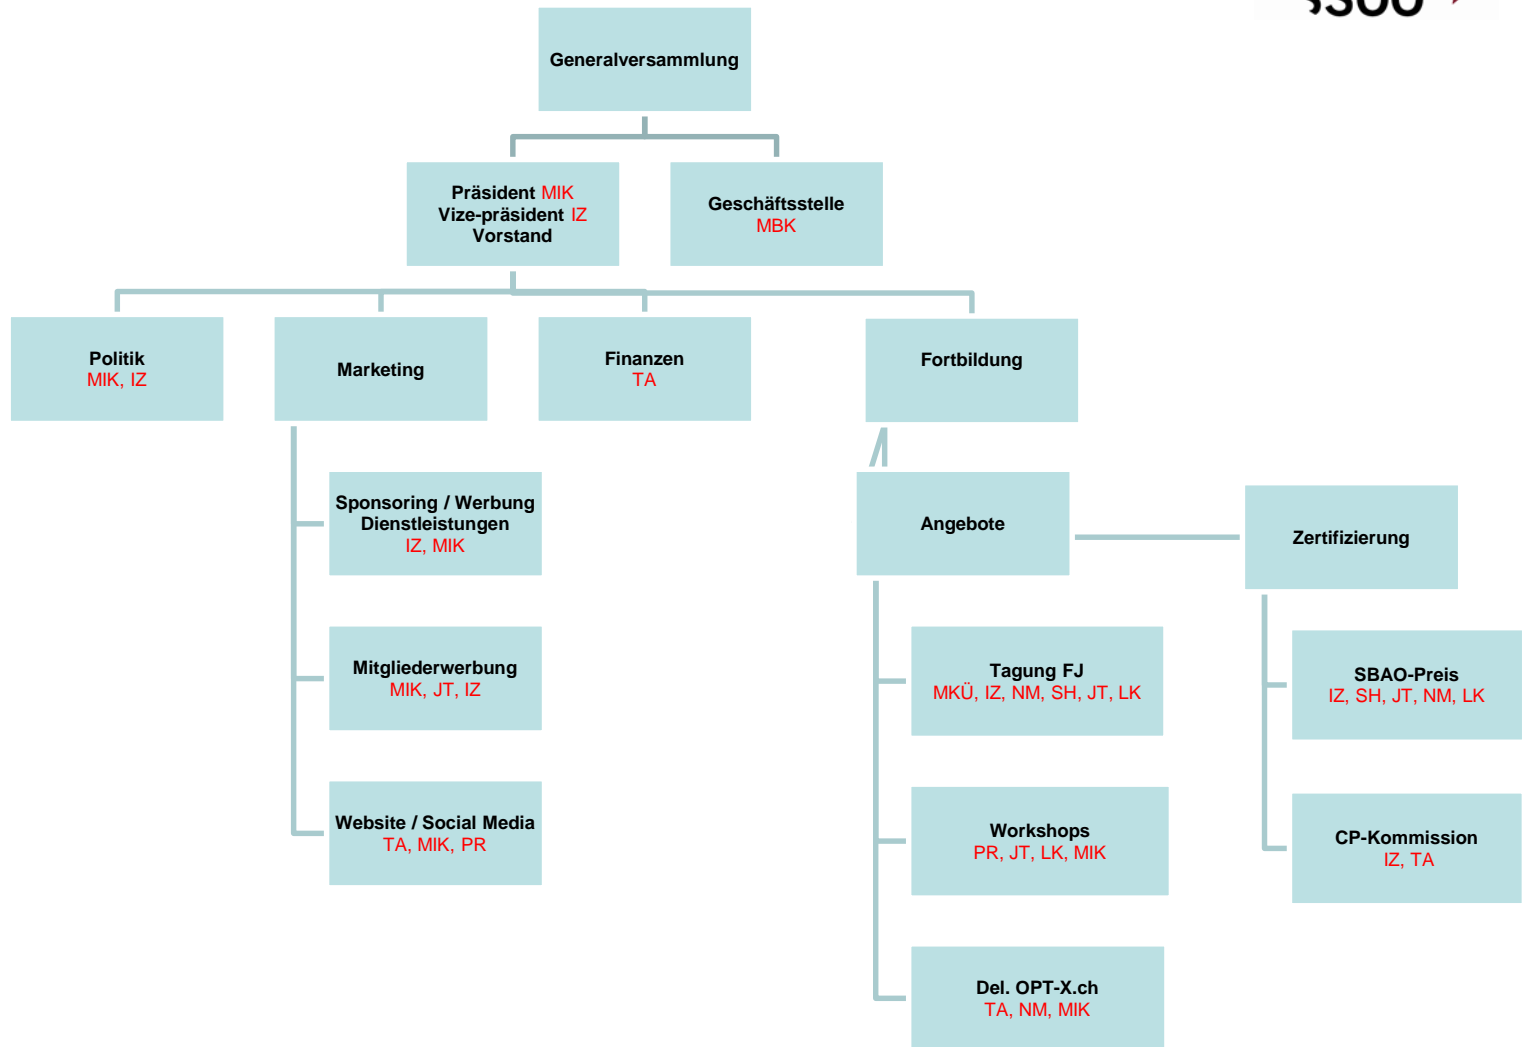 Generalversammlung
Präsident MIK
Vize-präsident IZ
Vorstand
Geschäftsstelle
MBK
Politik
MIK, IZ
Marketing
Finanzen
TA
Fortbildung
Sponsoring / Werbung
Dienstleistungen
IZ, MIK
Mitgliederwerbung
MIK, JT, IZ
Website / Social Media
TA, MIK, PR
Angebote
Zertifizierung
Tagung FJ
MKÜ, IZ, NM, SH, JT, LK
Workshops
PR, JT, LK, MIK
Del. OPT-X.ch
TA, NM, MIK
SBAO-Preis
IZ, SH, JT, NM, LK
CP-Kommission
IZ, TA